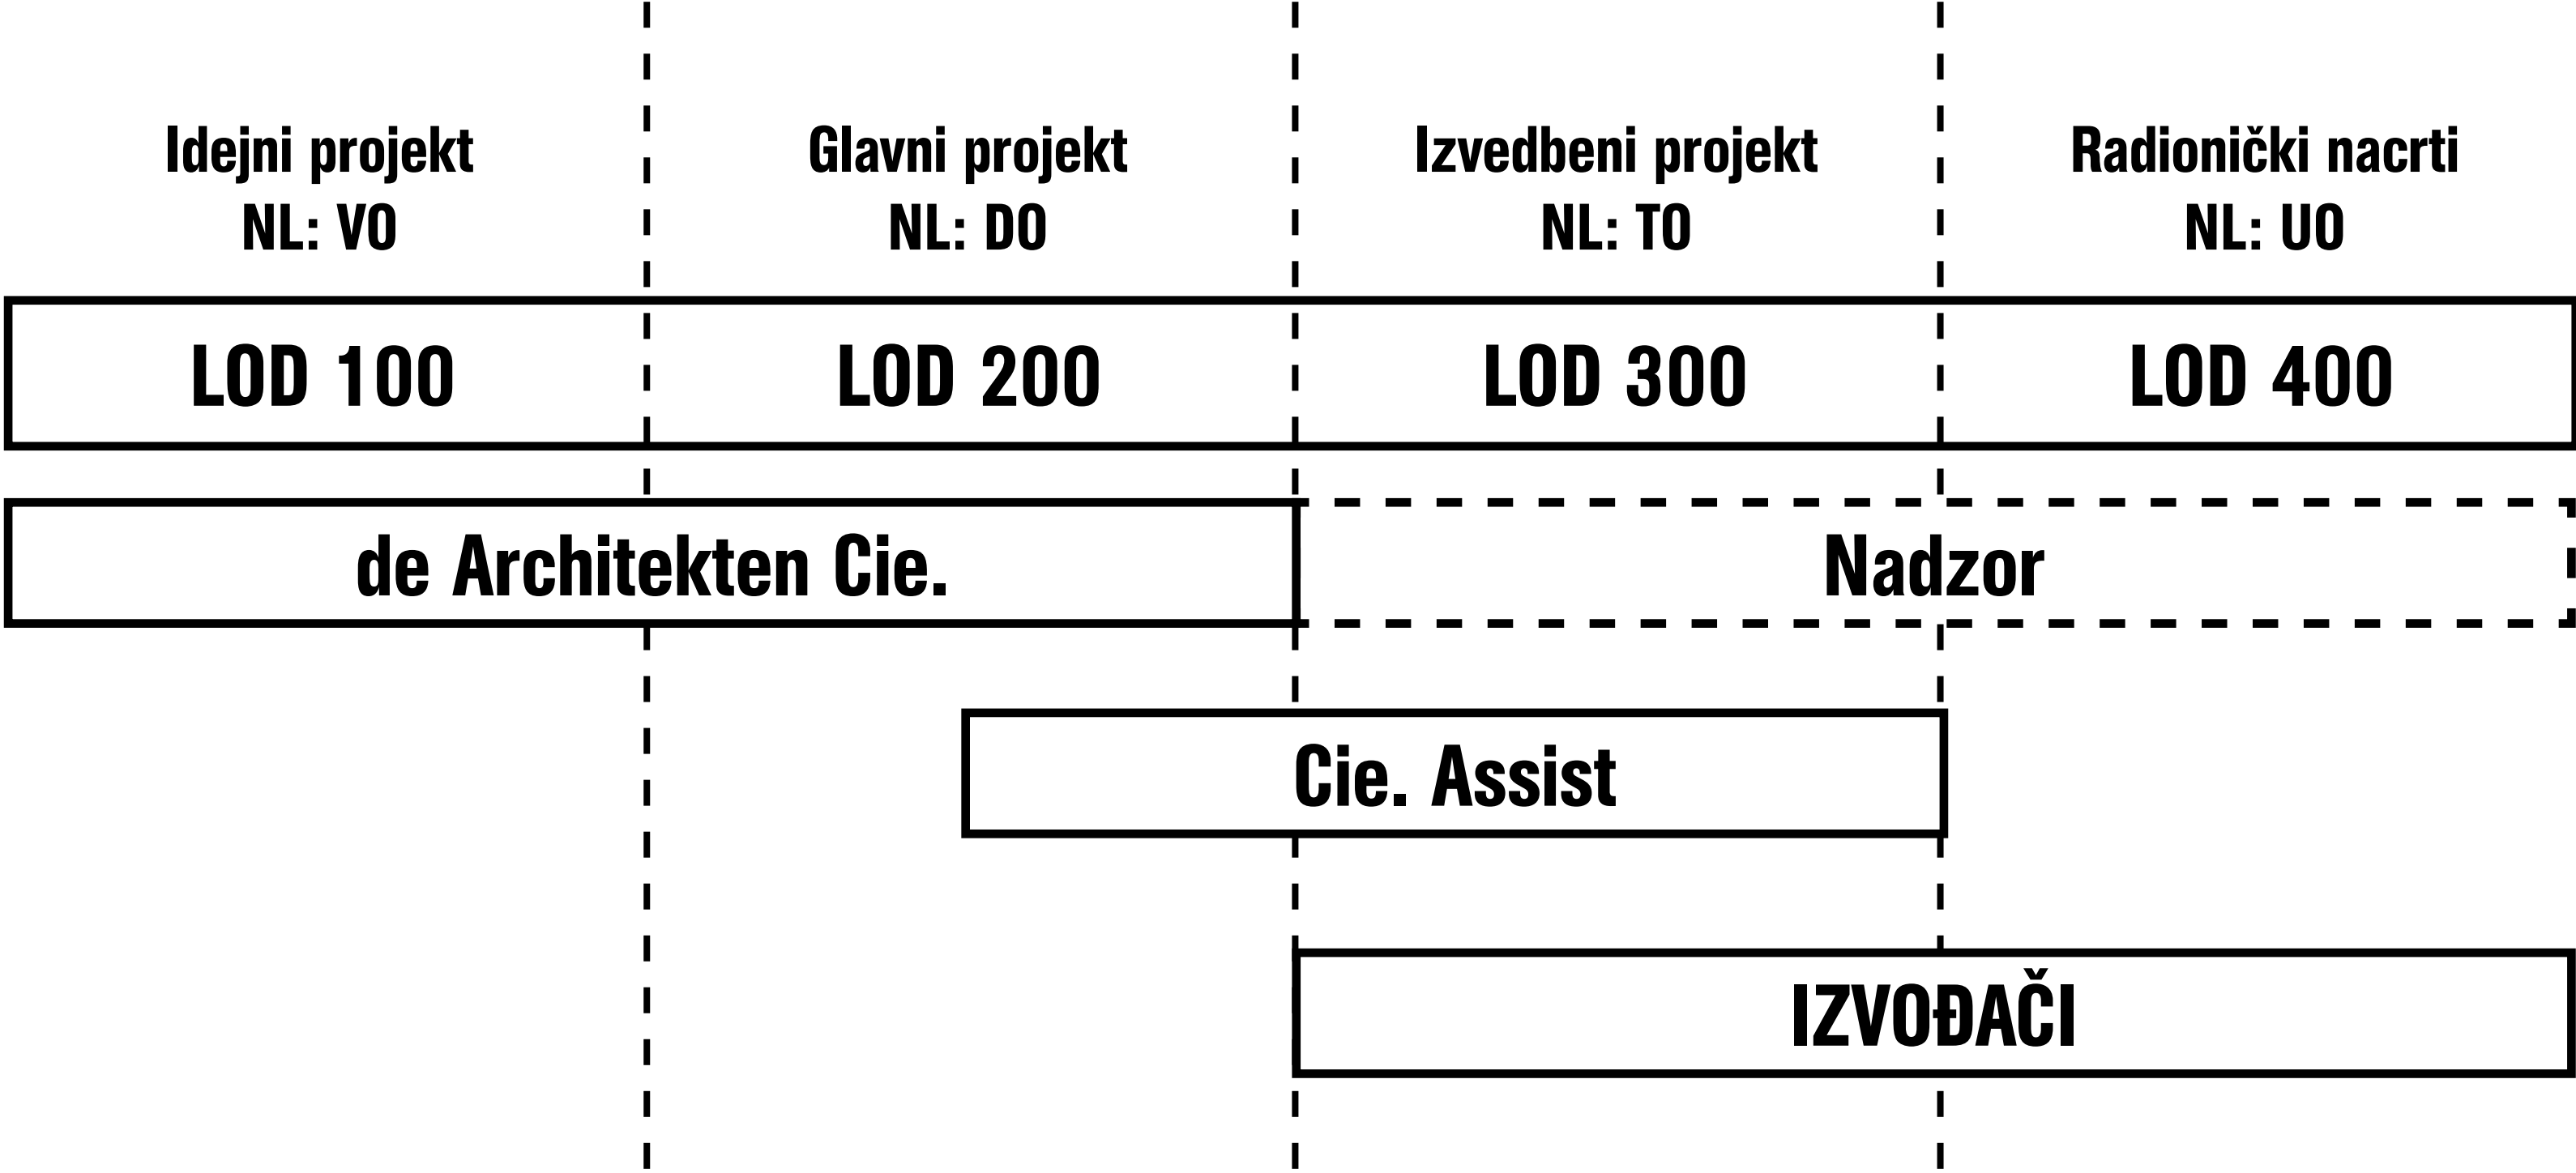 Idejni projekt
NL: VO
Glavni projekt
NL: DO
Izvedbeni projekt
NL: TO
Radionički nacrti
NL: UO
LOD 100
LOD 200
LOD 300
LOD 400
de Architekten Cie.
Nadzor
Cie. Assist
IZVOĐAČI